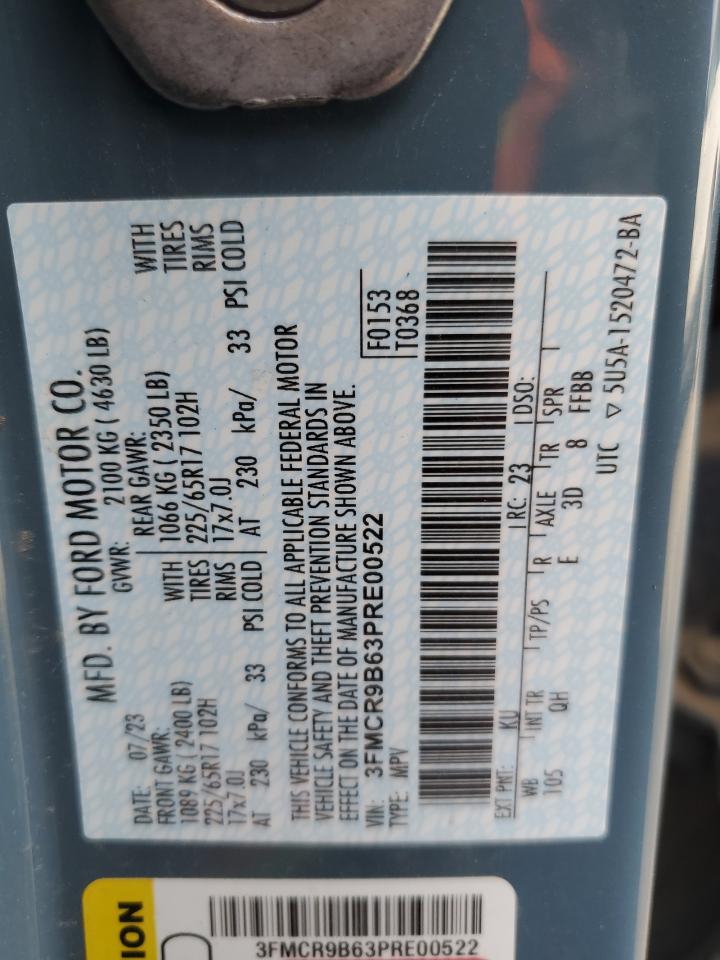 MFD. BY FORD MOTOR CO.
DATE: 07/23 GVWR: 2100 KG ( 4630 LB)
FRONT GAWR: REAR GAWR:
1089 KG ( 2400 LB) WITH 1066 KG ( 2350 LB) WITH
225/65R17 102H TIRES 225/65R17 102H TIRES
17x7.0J RIMS 17x7.0J RIMS
AT 230 kPa/ 33 PSI COLD AT 230 kPa/ 33 PSI COLD
THIS VEHICLE CONFORMS TO ALL APPLICABLE FEDERAL MOTOR
VEHICLE SAFETY AND THEFT PREVENTION STANDARDS IN
EFFECT ON THE DATE OF MANUFACTURE SHOWN ABOVE.
VIN: 3FMCR9B63PRE00522 F0153
TYPE: MPV T0368
EXT PNT: KU RC: 23 DSO:
WB INT TR TP/PS R AXLE TR SPR
105 QH E 3D 8 FFBB
UTC ▽ 5U5A-1520472-BA
ION
3FMCR9B63PRE00522